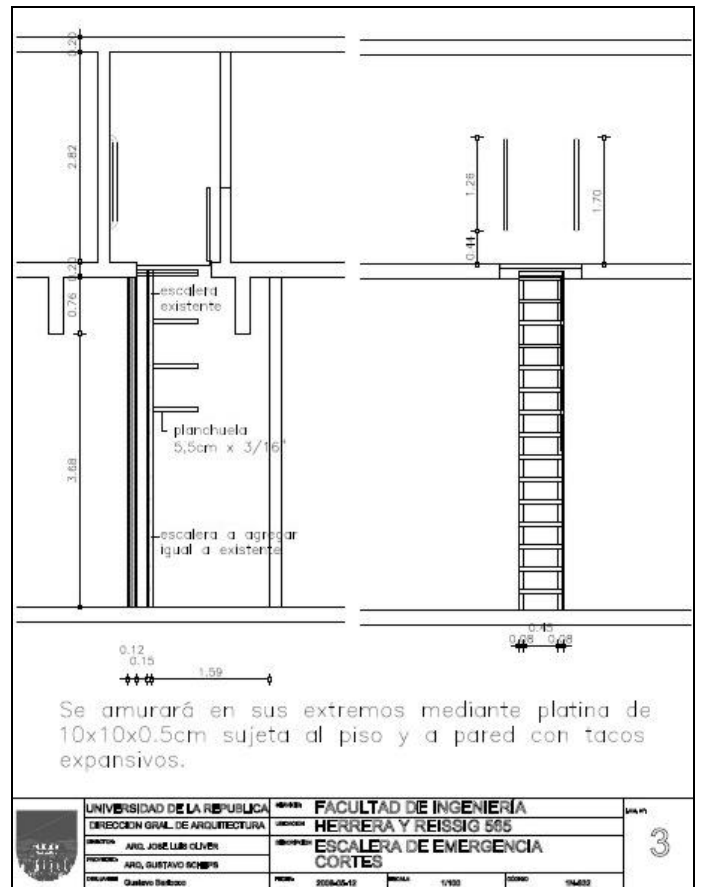 0.20
2.82
0.20
0.76
3.68
escalera
existente
planchuela
5,5cm x 3/16"
escalera a agregar
igual a existente
0.12
0.15
1.59
1.26
0.44
1.70
0.45
0.08 0.08
Se amurará en sus extremos mediante platina de
10x10x0.5cm sujeta al piso y a pared con tacos
expansivos.
UNIVERSIDAD DE LA REPUBLICA
DIRECCION GRAL. DE ARQUITECTURA
ARQ. JOSE LUIS OLIVER
ARQ. GUSTAVO SCHEPS
FACULTAD DE INGENIERÍA
HERRERA Y REISSIG 565
ESCALERA DE EMERGENCIA
CORTES
FECHA:
ESCALA
1/100
CÓDIGO
3